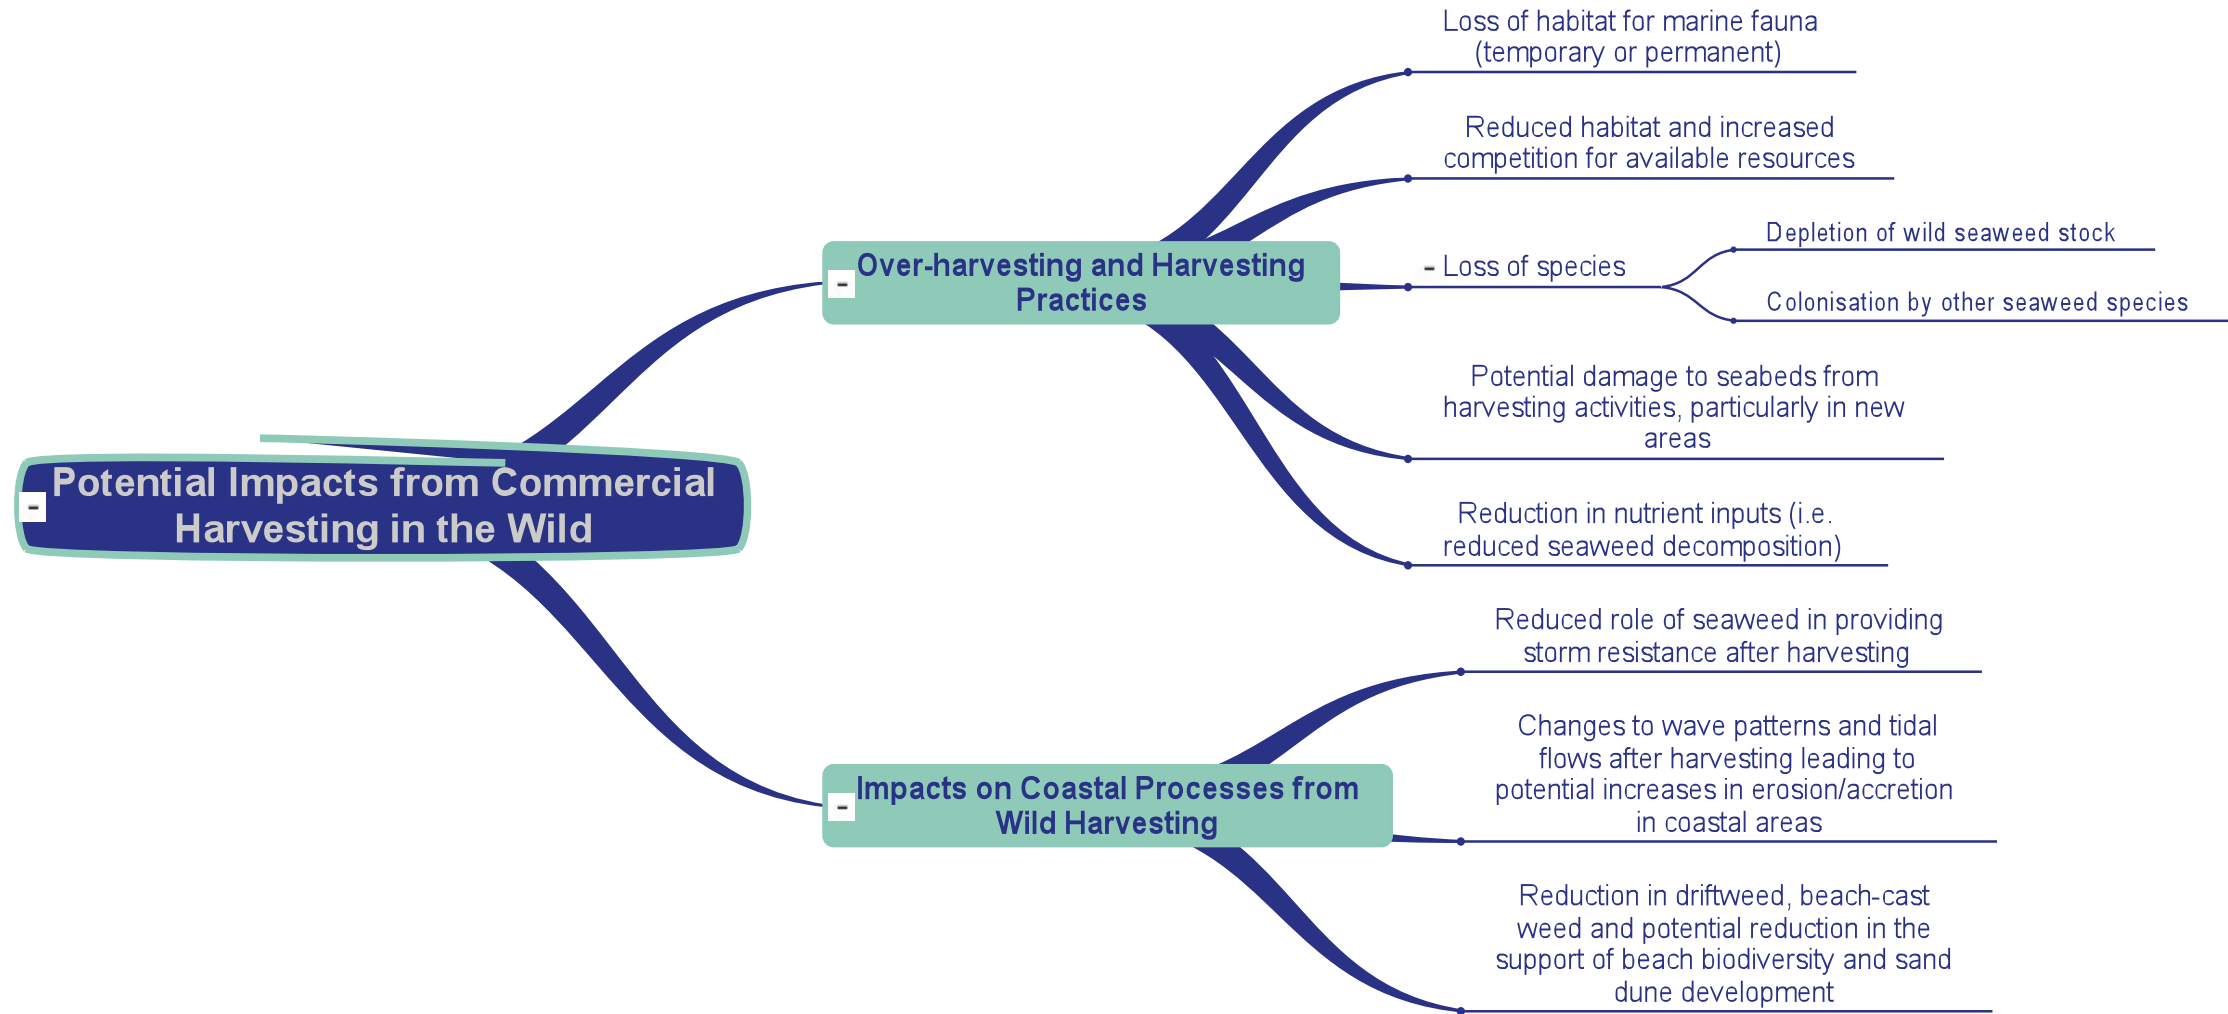 Loss of habitat for marine fauna
(temporary or permanent)
Reduced habitat and increased
competition for available resources
Depletion of wild seaweed stock
- Loss of species
Colonisation by other seaweed species
- Over-harvesting and Harvesting
Practices
Potential damage to seabeds from
harvesting activities, particularly in new
areas
Reduction in nutrient inputs (i.e.
reduced seaweed decomposition)
- Potential Impacts from Commercial
Harvesting in the Wild
Reduced role of seaweed in providing
storm resistance after harvesting
Changes to wave patterns and tidal
flows after harvesting leading to
potential increases in erosion/accretion
in coastal areas
- Impacts on Coastal Processes from
Wild Harvesting
Reduction in driftweed, beach-cast
weed and potential reduction in the
support of beach biodiversity and sand
dune development